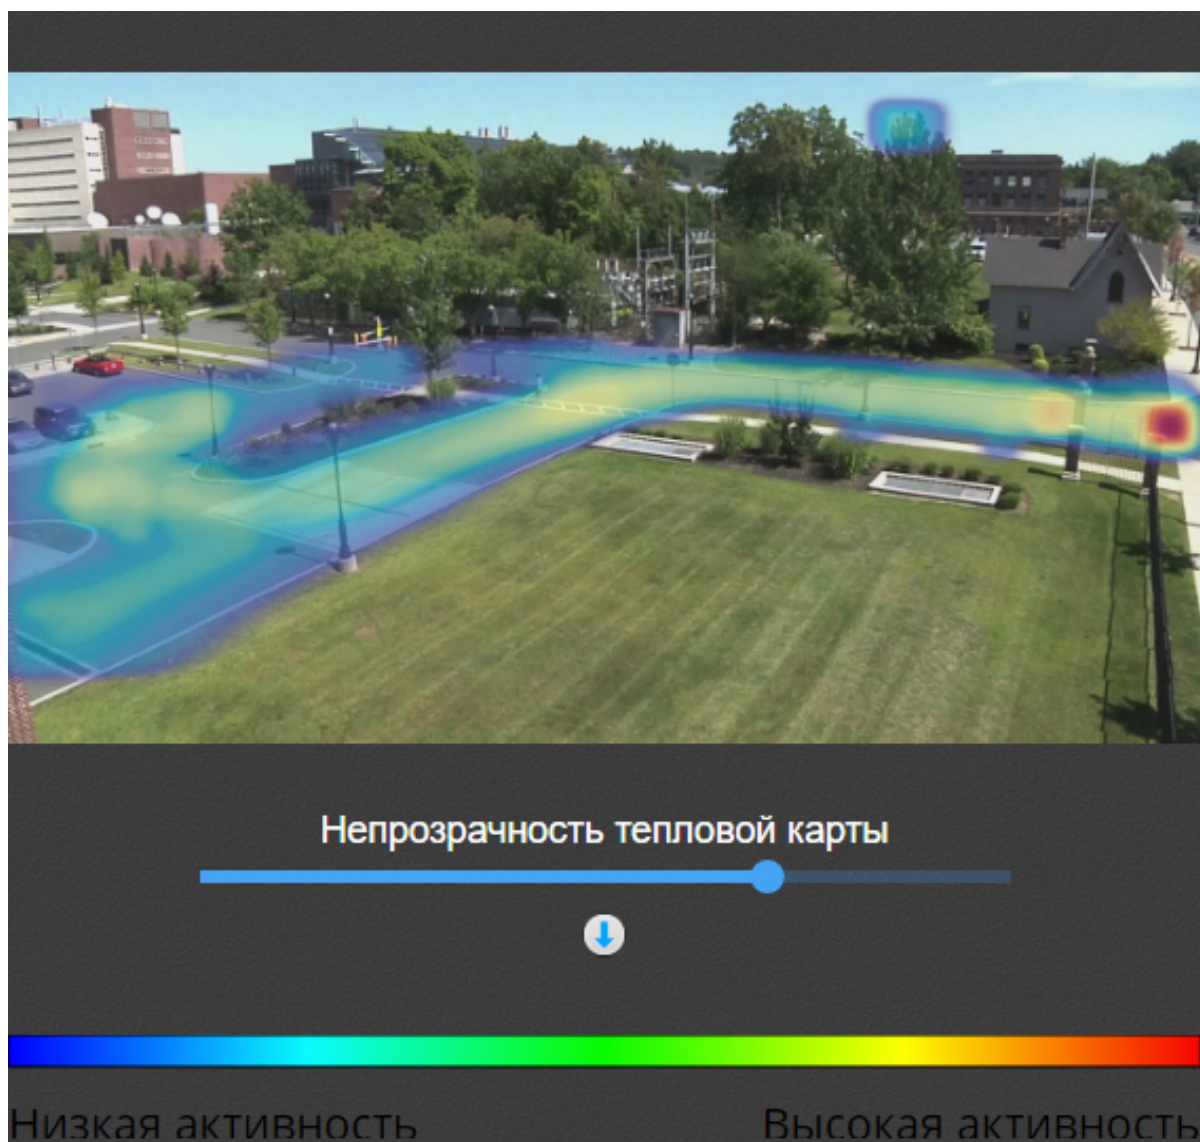 Непрозрачность тепловой карты
Низкая активность
Высокая активность